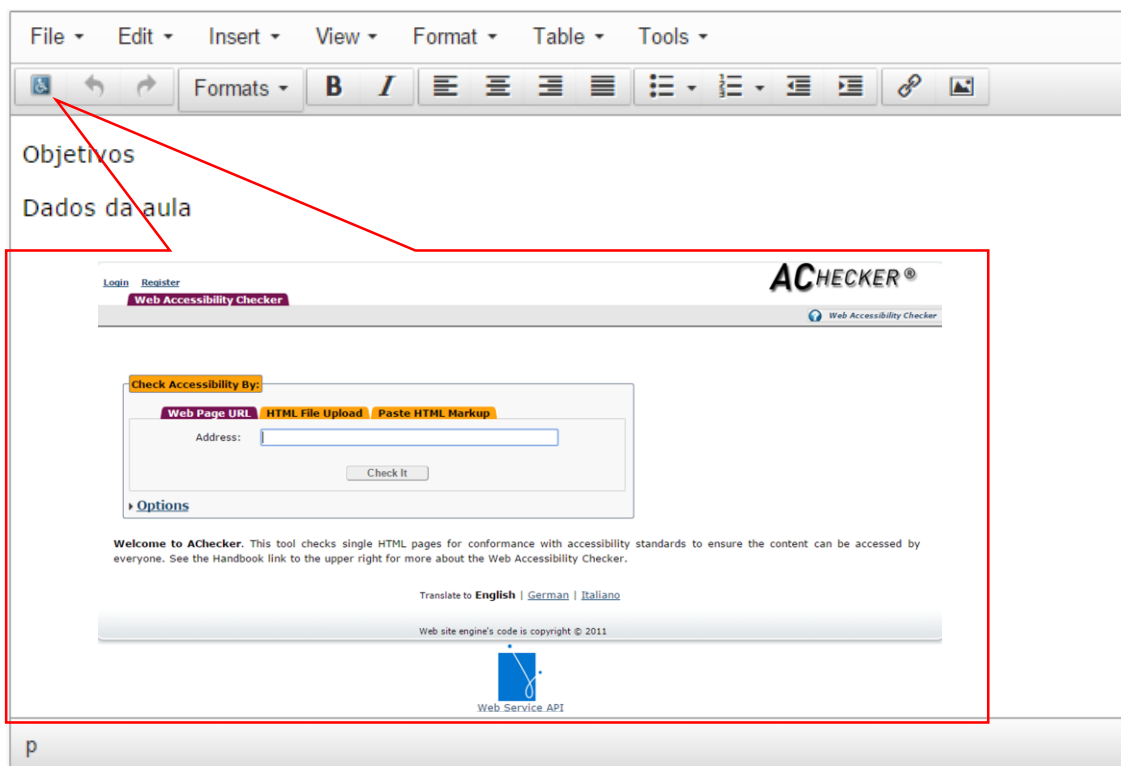 File Edit Insert View Format Table Tools
Formats B I
Objetivos
Dados da aula
Login Register
ACHECKER®
Web Accessibility Checker
Web Accessibility Checker
Check Accessibility By:
Web Page URL HTML File Upload Paste HTML Markup
Address:
Check It
Options
Welcome to AChecker. This tool checks single HTML pages for conformance with accessibility standards to ensure the content can be accessed by
everyone. See the Handbook link to the upper right for more about the Web Accessibility Checker.
Translate to English | German | Italiano
Web site engine's code is copyright © 2011
Web Service API
p